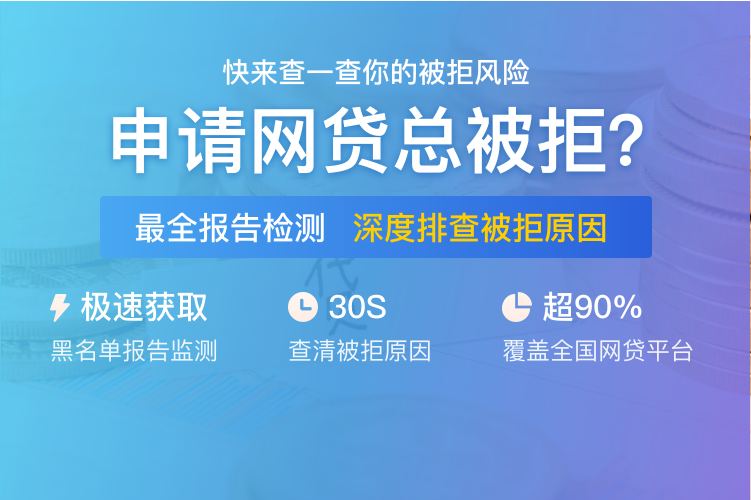 快来查一查你的被拒风险
申请网贷总被拒?
最全报告检测 深度排查被拒原因
极速获取 30S 超90%
黑名单报告监测 查清被拒原因 覆盖全国网贷平台